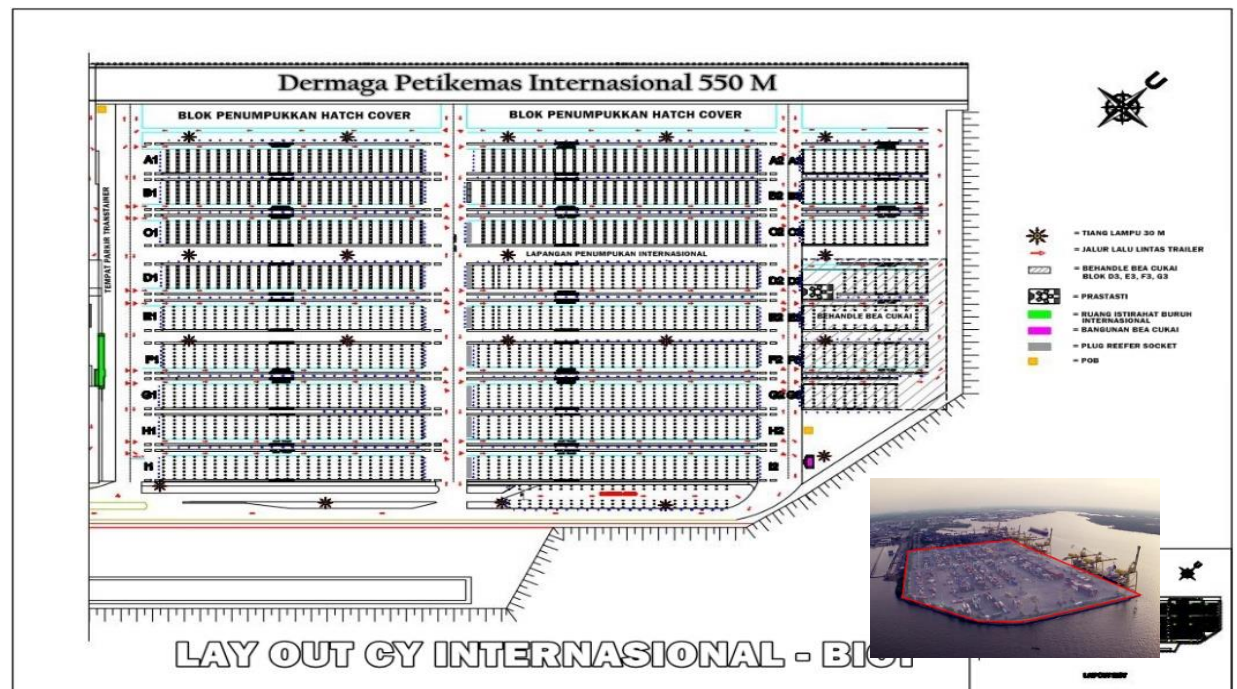 Dermaga Petikemas Internasional 550 M
BLOK PENUMPUKKAN HATCH COVER
BLOK PENUMPUKKAN HATCH COVER
U
A1
A2
B1
B2
C1
C2
LAPANGAN PENUMPUKAN INTERNASIONAL
TEMPAT PARKIR TRANSTAINER
D1
D2
E1
E2
BEHANDLE BEA CUKAI
F1
F2
G1
G2
H1
H2
I1
I2
= TIANG LAMPU 30 M
= JALUR LALU LINTAS TRAILER
= BEHANDLE BEA CUKAI
BLOK D3, E3, F3, G3
= PRASTASTI
= RUANG ISTIRAHAT BURUH
INTERNASIONAL
= BANGUNAN BEA CUKAI
= PLUG REEFER SOCKET
= POB
LAY OUT CY INTERNASIONAL -